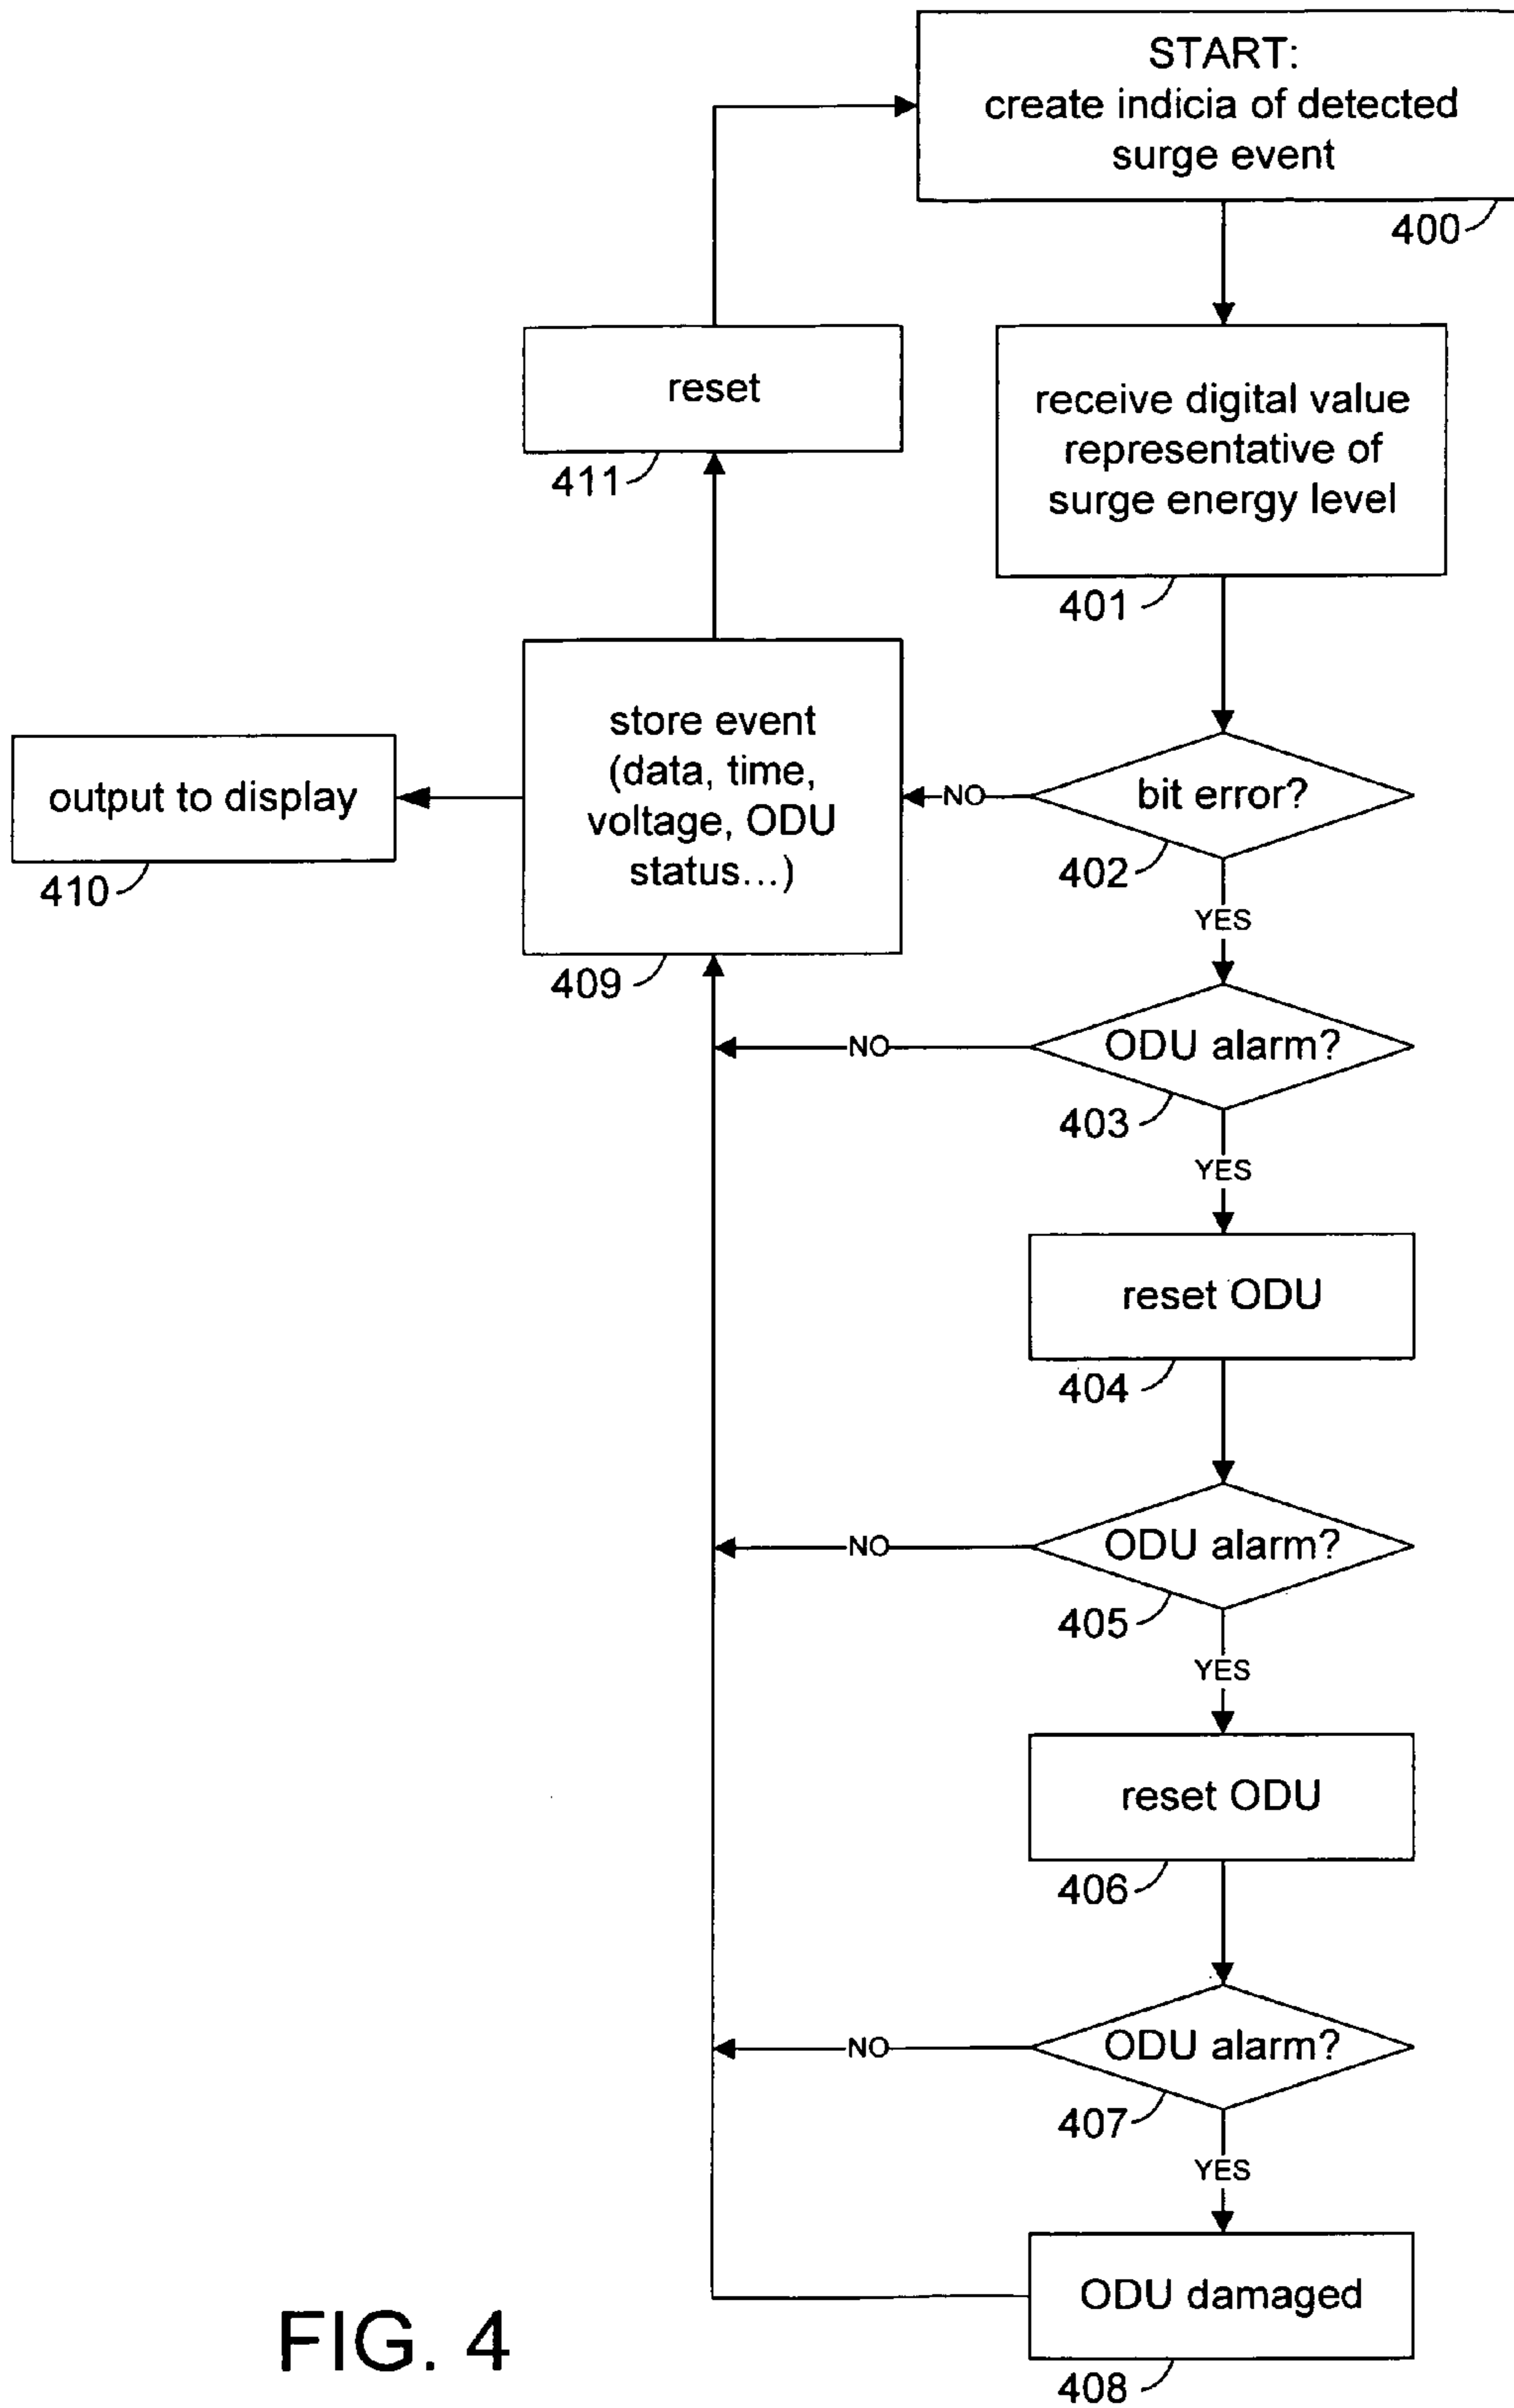 START:
create indicia of detected
surge event
400
reset
411
receive digital value
representative of
surge energy level
401
store event
(data, time,
voltage, ODU
status...)
409
output to display
410
bit error?
402
NO
YES
ODU alarm?
403
NO
YES
reset ODU
404
ODU alarm?
405
NO
YES
reset ODU
406
ODU alarm?
407
NO
YES
ODU damaged
408
FIG. 4